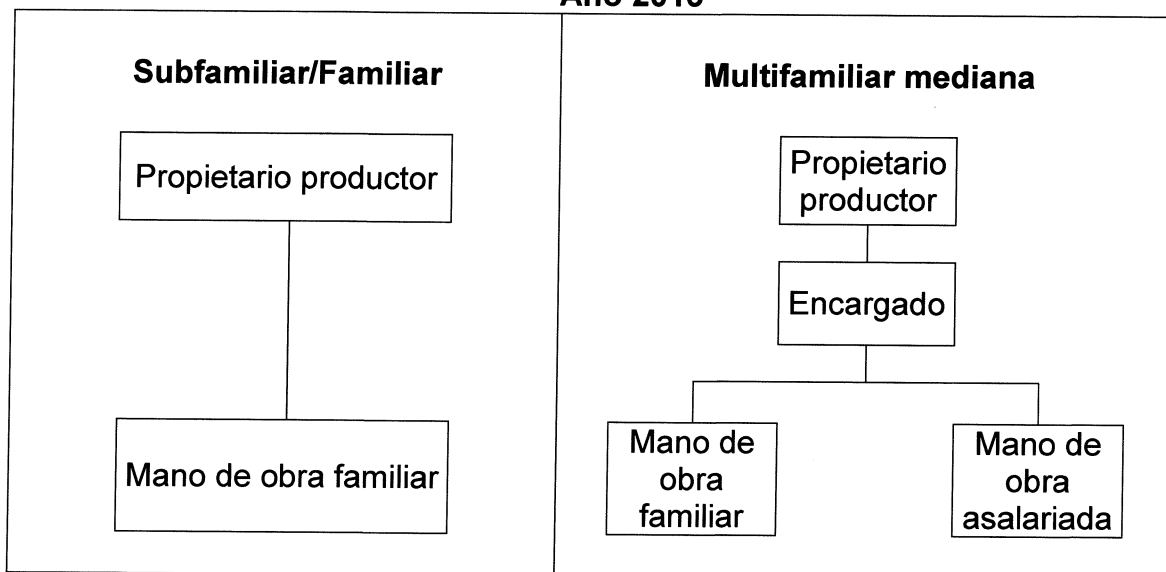 Subfamiliar/Familiar
Propietario productor
Mano de obra familiar
Multifamiliar mediana
Propietario
productor
Encargado
Mano de
obra
familiar
Mano de
obra
asalariada